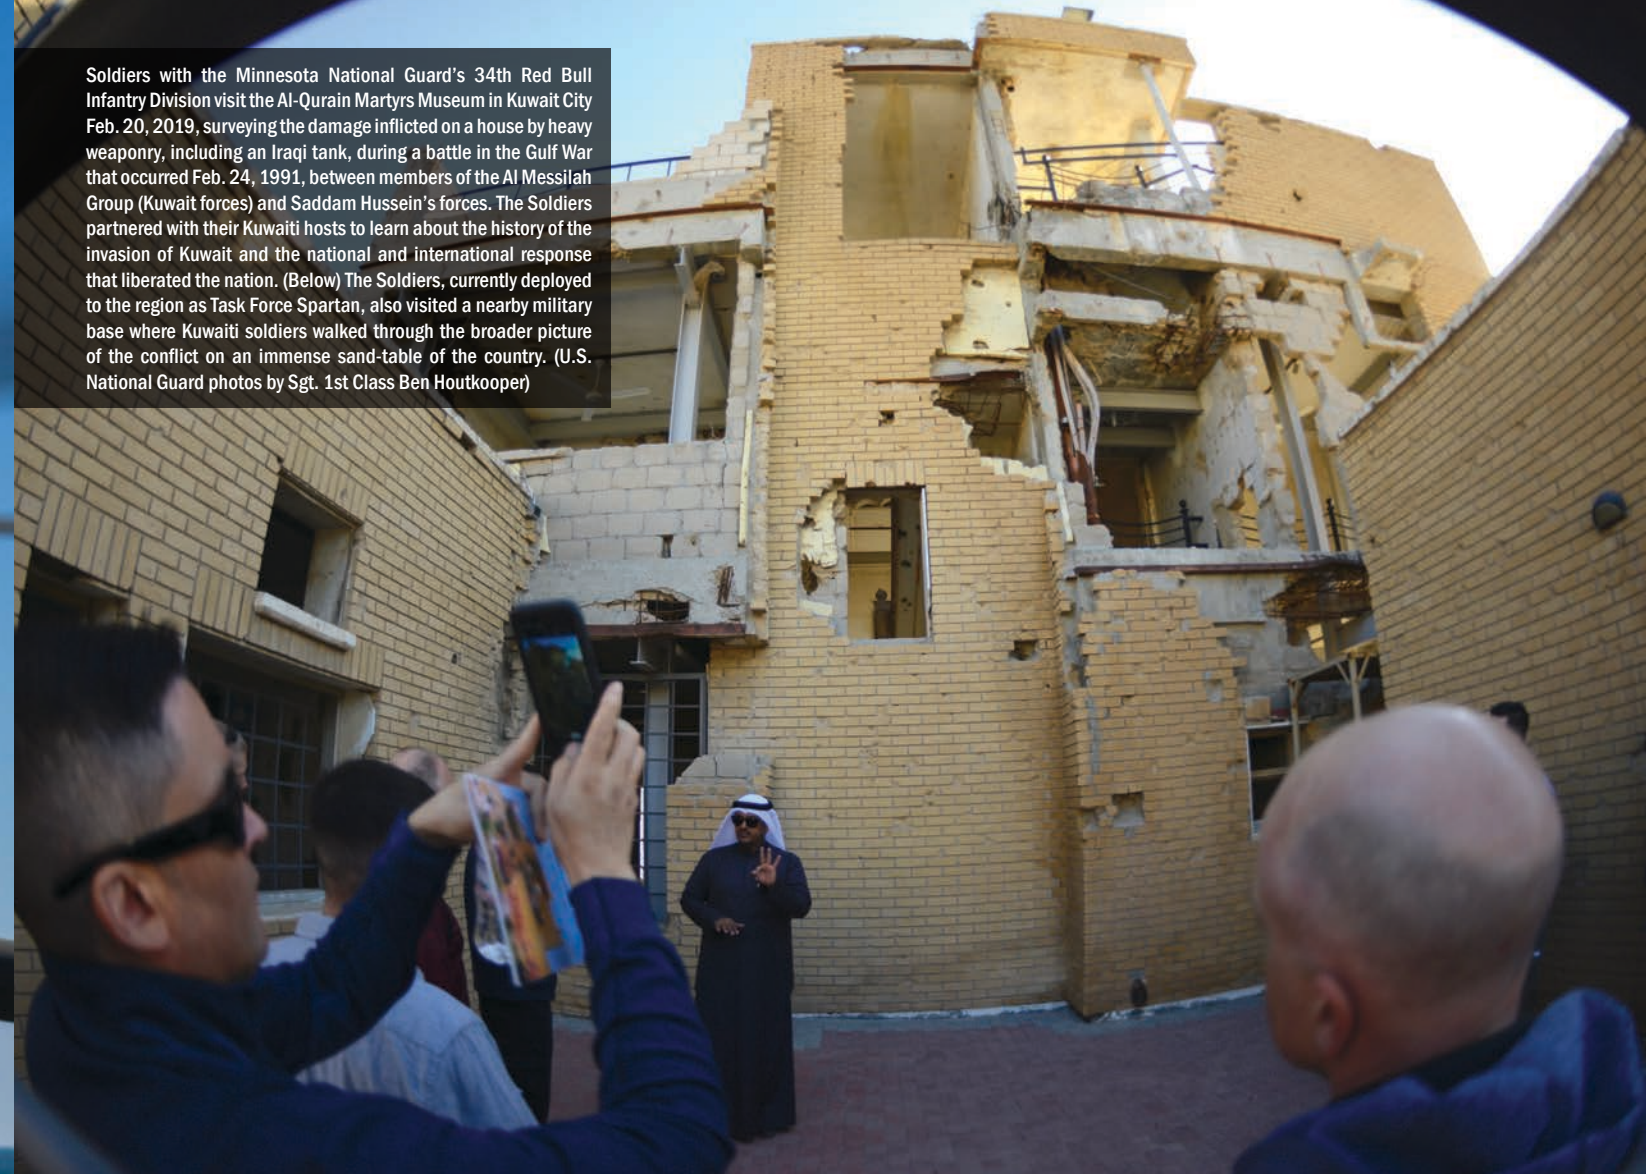 Soldiers with the Minnesota National Guard's 34th Red Bull
Infantry Division visit the Al-Qurain Martyrs Museum in Kuwait City
Feb. 20, 2019, surveying the damage inflicted on a house by heavy
weaponry, including an Iraqi tank, during a battle in the Gulf War
that occurred Feb. 24, 1991, between members of the Al Messilah
Group (Kuwait forces) and Saddam Hussein's forces. The Soldiers
partnered with their Kuwaiti hosts to learn about the history of the
invasion of Kuwait and the national and international response
that liberated the nation. (Below) The Soldiers, currently deployed
to the region as Task Force Spartan, also visited a nearby military
base where Kuwaiti soldiers walked through the broader picture
of the conflict on an immense sand-table of the country. (U.S.
National Guard photos by Sgt. 1st Class Ben Houtkooper)